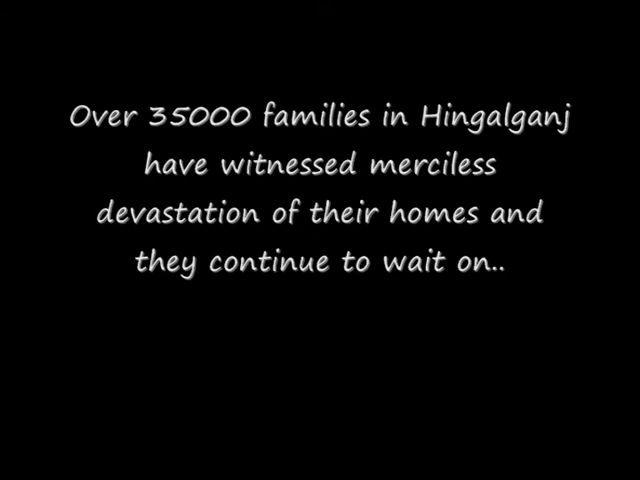 Over 35000 families in Hingalganj
have witnessed merciless
devastation of their homes and
they continue to wait on..